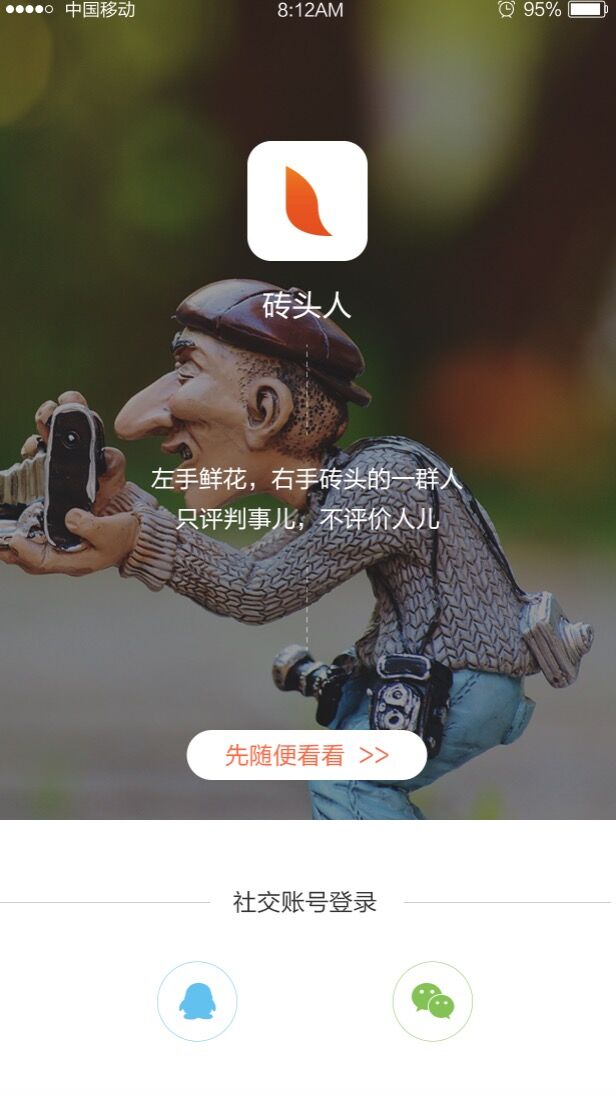 中国移动
8:12AM
95%
砖头人
左手鲜花，右手砖头的一群人
只评判事儿，不评价人儿
先随便看看 >>
社交账号登录